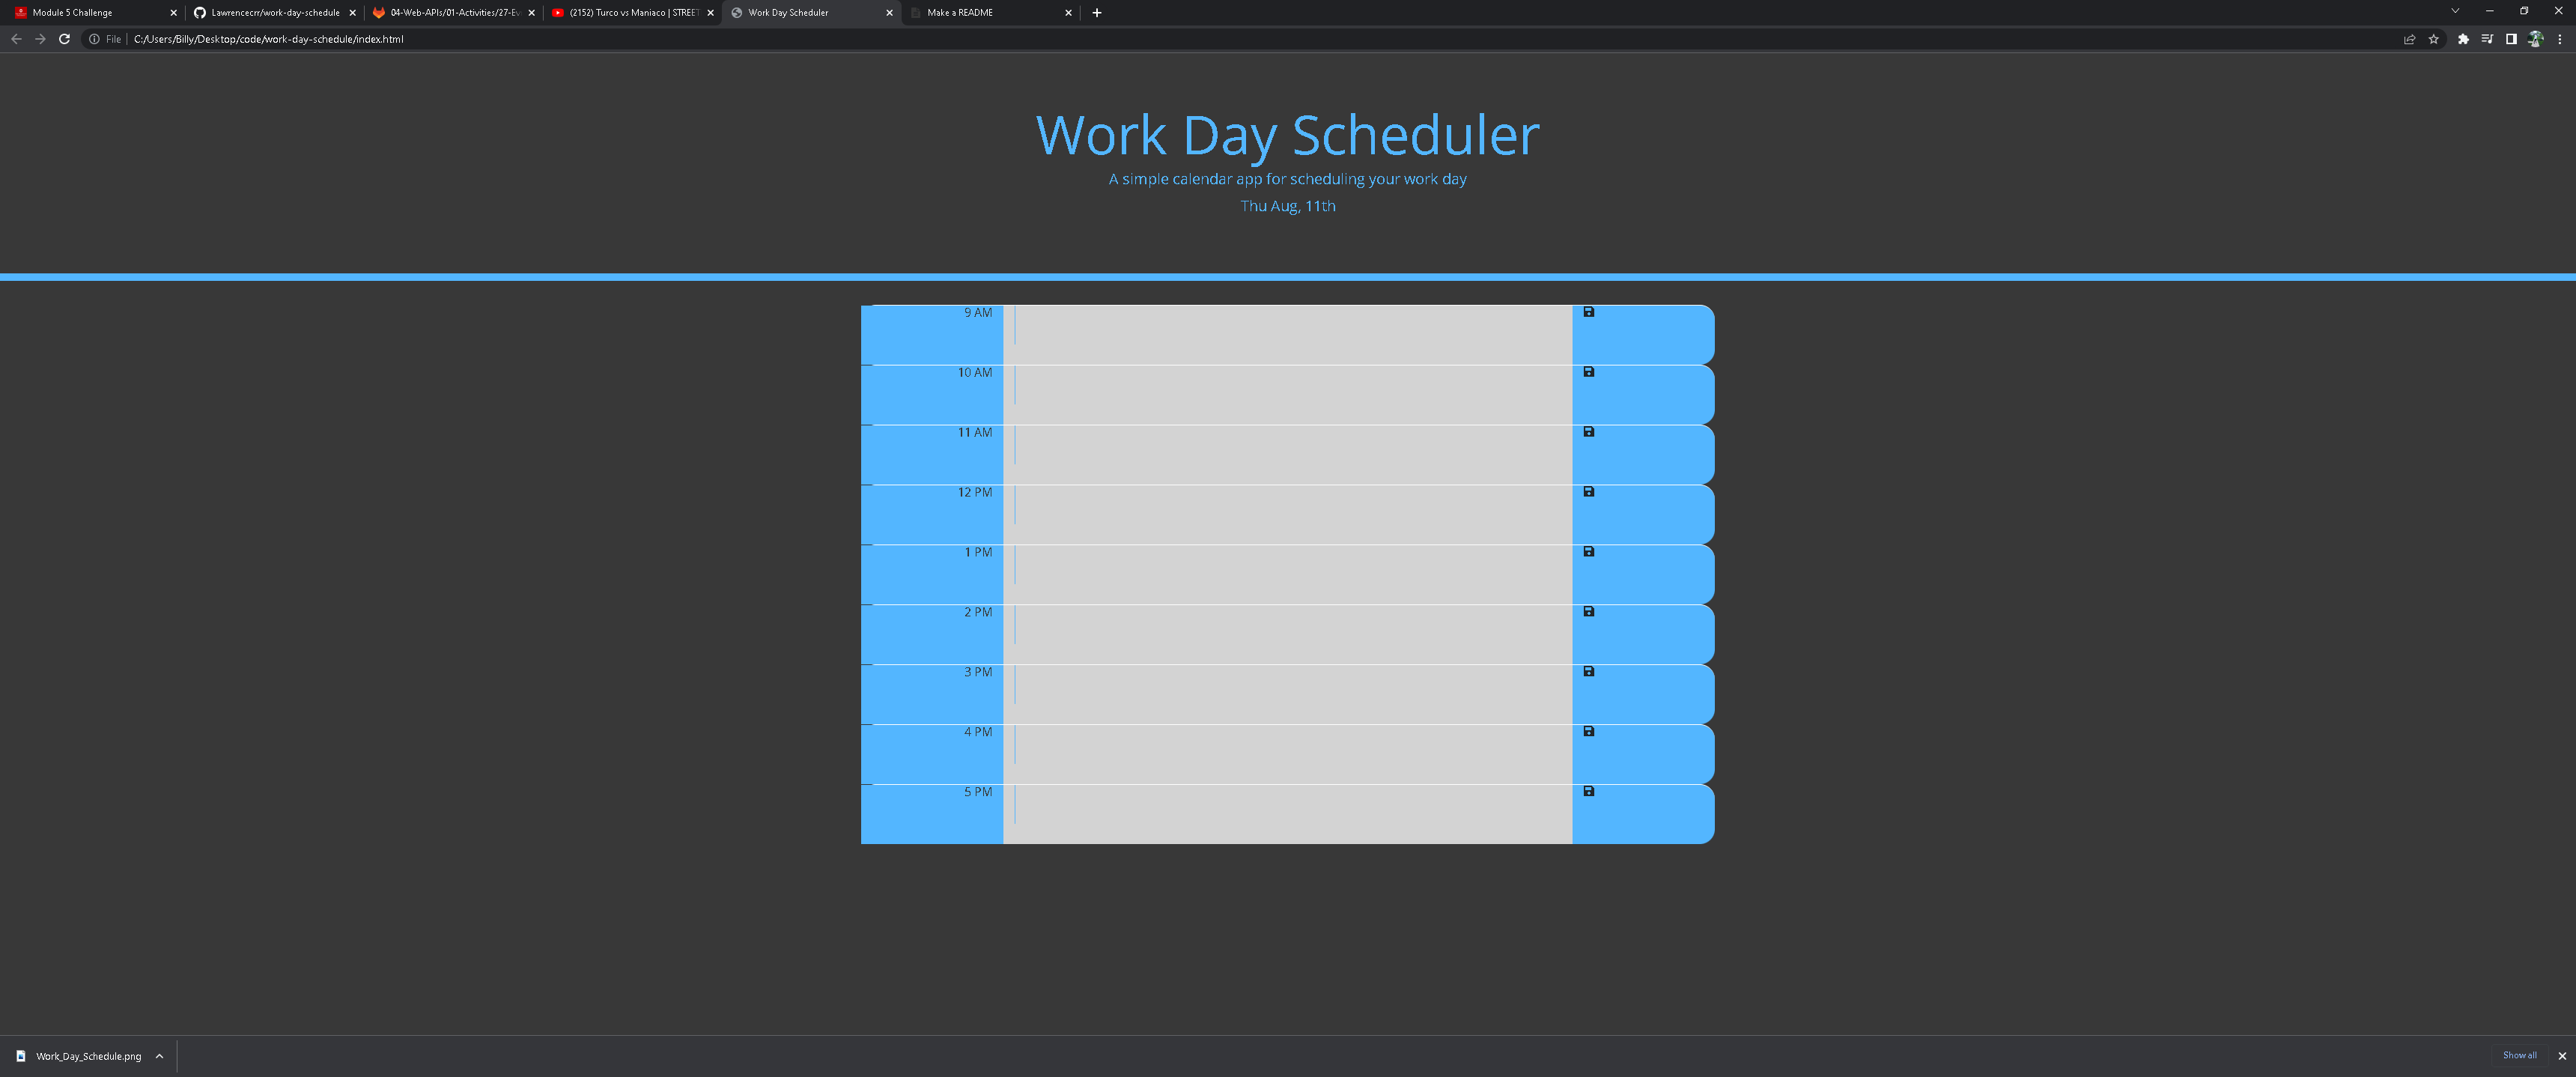 Module 5 Challenge
Lawrencecrr/work-day-schedule
04-Web-APIs/01-Activities/27-Ev
(2152) Turco vs Maniaco | STREET
Work Day Scheduler
Make a README
File
C:/Users/Billy/Desktop/code/work-day-schedule/index.html
Work Day Scheduler
A simple calendar app for scheduling your work day
Thu Aug, 11th
9 AM
10 AM
11 AM
12 PM
1 PM
2 PM
3 PM
4 PM
5 PM
Work_Day_Schedule.png
Show all